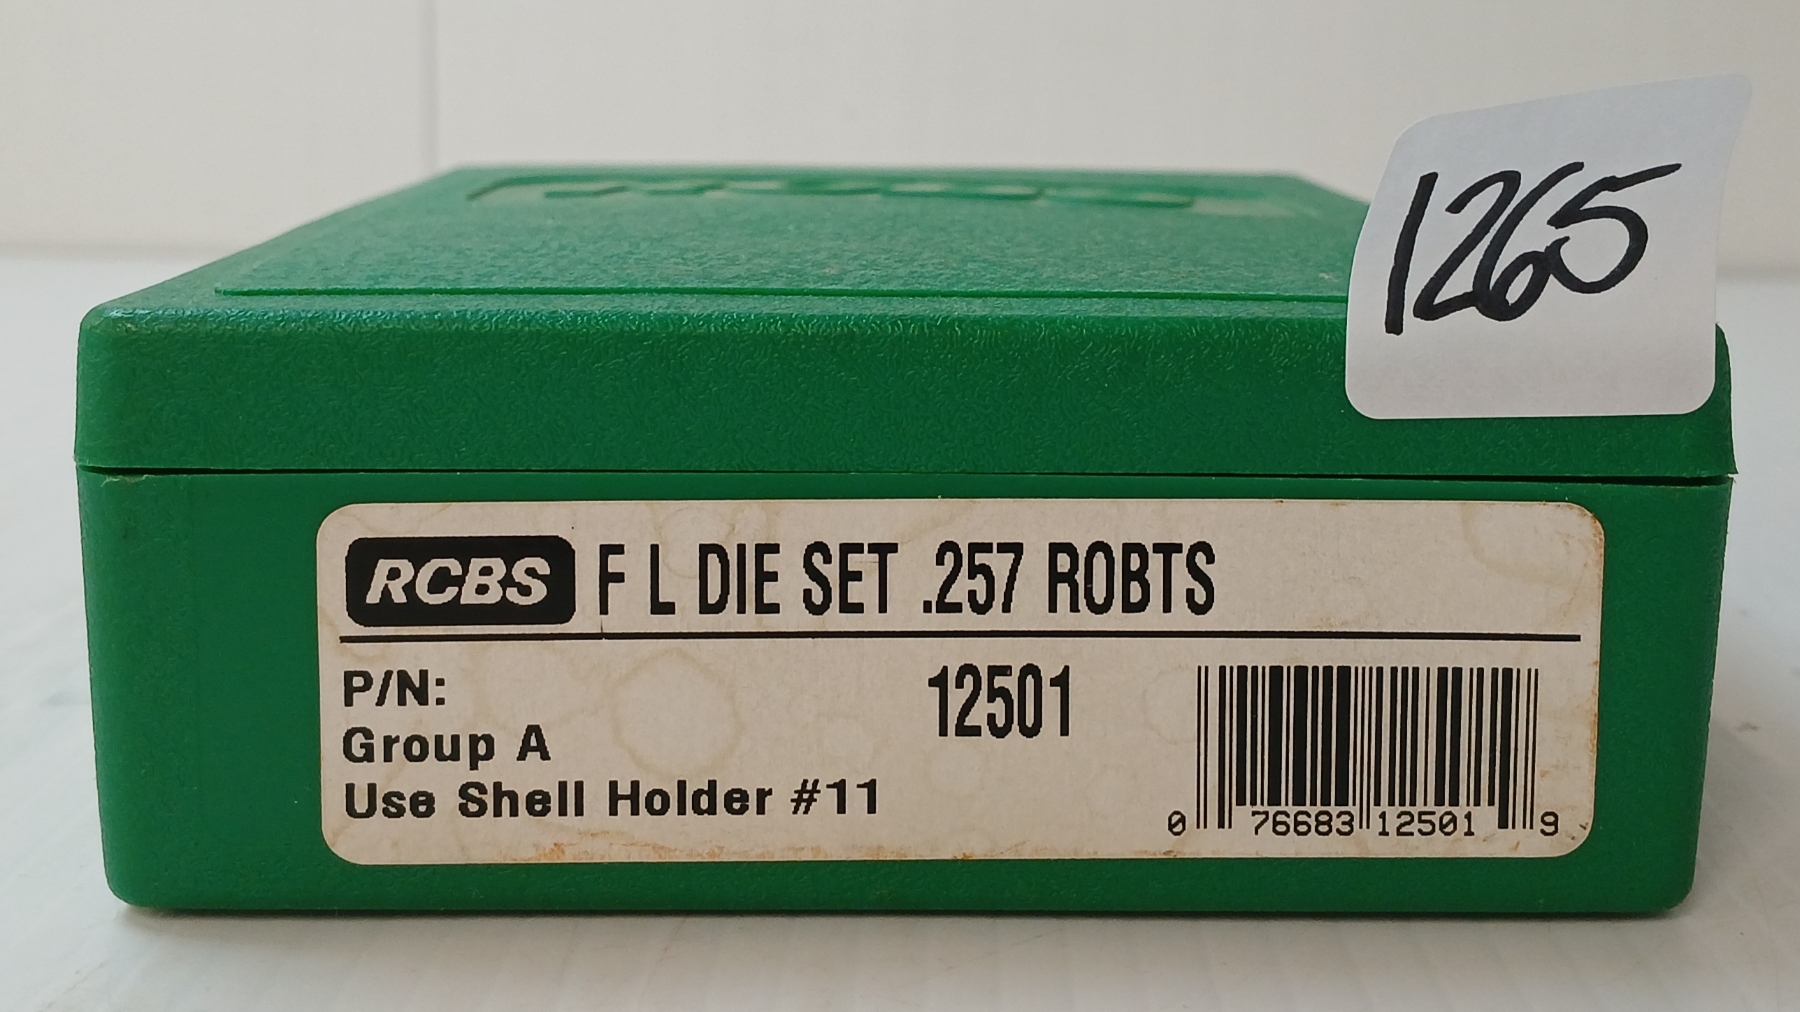 1265
RCBS F L DIE SET .257 ROBTS
P/N: 12501
Group A
Use Shell Holder #11
0 76683 12501 9